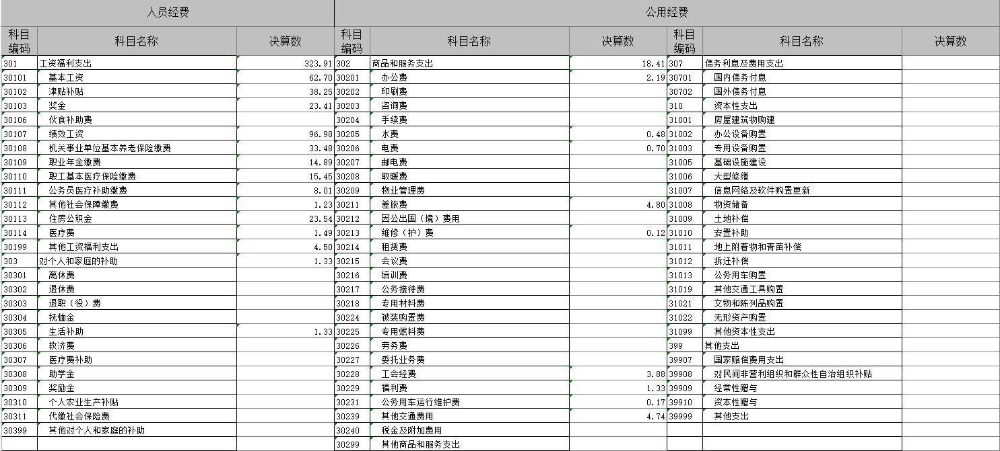 人员经费 公用经费
科目编码 科目名称 决算数 科目编码 科目名称 决算数 科目编码 科目名称 决算数
301 工资福利支出 323.91 302 商品和服务支出 18.41 307 债务利息及费用支出
30101 基本工资 62.70 30201 办公费 2.19 30701 国内债务付息
30102 津贴补贴 38.25 30202 印刷费 30702 国外债务付息
30103 奖金 23.41 30203 咨询费 310 资本性支出
30106 伙食补助费 30204 手续费 31001 房屋建筑物购建
30107 绩效工资 96.98 30205 水费 0.48 31002 办公设备购置
30108 机关事业单位基本养老保险缴费 33.48 30206 电费 0.70 31003 专用设备购置
30109 职业年金缴费 14.89 30207 邮电费 31005 基础设施建设
30110 职工基本医疗保险缴费 15.45 30208 取暖费 31006 大型修缮
30111 公务员医疗补助缴费 8.01 30209 物业管理费 31007 信息网络及软件购置更新
30112 其他社会保障缴费 1.23 30211 差旅费 4.80 31008 物资储备
30113 住房公积金 23.54 30212 因公出国（境）费用 31009 土地补偿
30114 医疗费 1.49 30213 维修（护）费 0.12 31010 安置补助
30199 其他工资福利支出 4.50 30214 租赁费 31011 地上附着物和青苗补偿
303 对个人和家庭的补助 1.33 30215 会议费 31012 拆迁补偿
30301 离休费 30216 培训费 31013 公务用车购置
30302 退休费 30217 公务接待费 31019 其他交通工具购置
30303 退职（役）费 30218 专用材料费 31021 文物和陈列品购置
30304 抚恤金 30224 被装购置费 31022 无形资产购置
30305 生活补助 1.33 30225 专用燃料费 31099 其他资本性支出
30306 救济费 30226 劳务费 399 其他支出
30307 医疗费补助 30227 委托业务费 39907 国家赔偿费用支出
30308 助学金 30228 工会经费 3.88 39908 对民间非营利组织和群众性自治组织补贴
30309 奖励金 30229 福利费 1.33 39909 经常性赠与
30310 个人农业生产补贴 30231 公务用车运行维护费 0.17 39910 资本性赠与
30311 代缴社会保险费 30239 其他交通费用 4.74 39999 其他支出
30399 其他对个人和家庭的补助 30240 税金及附加费用
30299 其他商品和服务支出